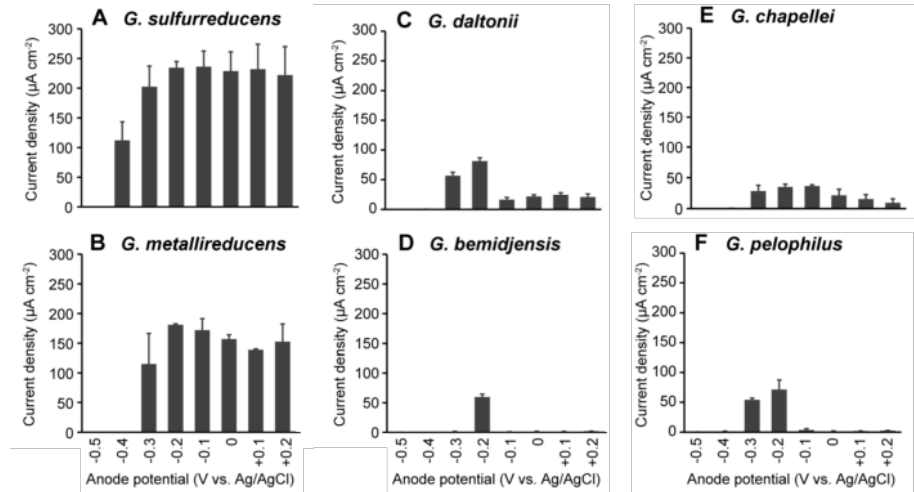 A G. sulfurreducens
Current density (µA cm-2)
300
250
200
150
100
50
0
C G. daltonii
Current density (µA cm-2)
300
250
200
150
100
50
0
E G. chapellei
Current density (µA cm-2)
300
250
200
150
100
50
0
B G. metallireducens
Current density (µA cm-2)
300
250
200
150
100
50
0
-0.5 -0.4 -0.3 -0.2 -0.1 0 +0.1 +0.2
Anode potential (V vs. Ag/AgCl)
D G. bemidjensis
Current density (µA cm-2)
300
250
200
150
100
50
0
-0.5 -0.4 -0.3 -0.2 -0.1 0 +0.1 +0.2
Anode potential (V vs. Ag/AgCl)
F G. pelophilus
Current density (µA cm-2)
300
250
200
150
100
50
0
-0.5 -0.4 -0.3 -0.2 -0.1 0 +0.1 +0.2
Anode potential (V vs. Ag/AgCl)